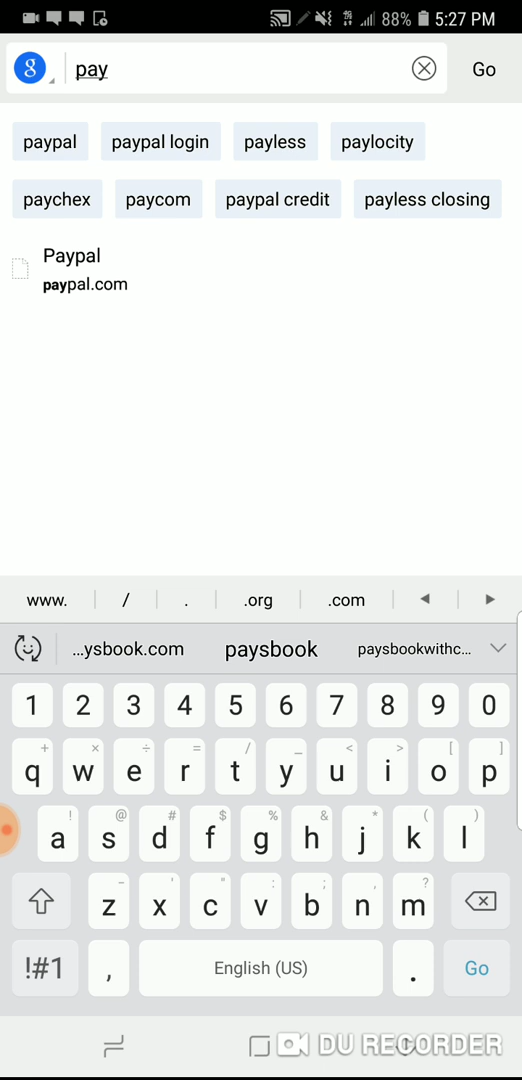 88% 5:27 PM
g pay Go
paypal paypal login payless paylocity
paychex paycom paypal credit payless closing
Paypal
paypal.com
www. / . .org .com
...ysbook.com paysbook paysbookwithc...
1 2 3 4 5 6 7 8 9 0
+ × ÷ = / _ < > [ ]
q w e r t y u i o p
! @ # $ % & * ( )
a s d f g h j k l
- ' " : ; , ?
z x c v b n m
!#1 , English (US) . Go
DU RECORDER